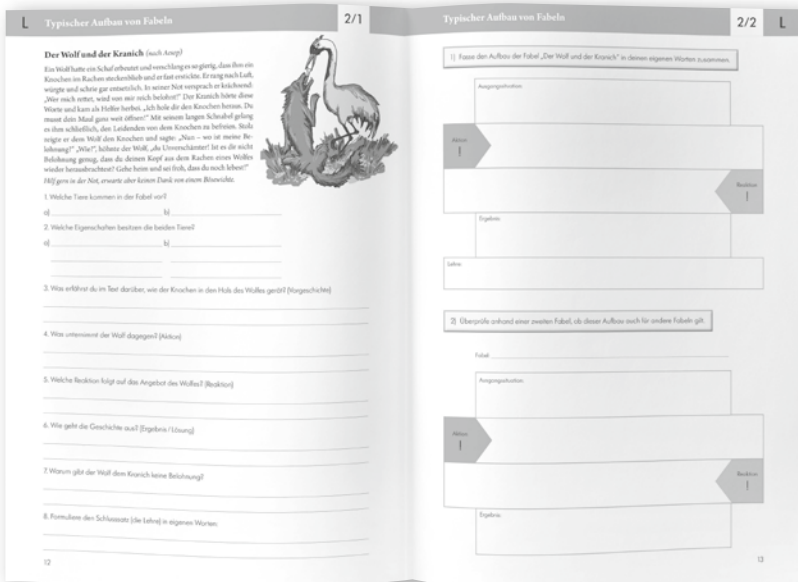 L Typischer Aufbau von Fabeln 2/1
Der Wolf und der Kranich (nach Aesop)
Ein Wolf hatte ein Schaf erbeutet und verschlang es so gierig, dass ihm ein
Knochen im Rachen steckenblieb und er fast erstickte. Er rang nach Luft,
würgte und schrie gar entsetzlich. In seiner Not versprach er krächzend:
„Wer mich rettet, wird von mir reich belohnt!" Der Kranich hörte diese
Worte und kam als Helfer herbei. „Ich hole dir den Knochen heraus. Du
musst dein Maul ganz weit öffnen!" Mit seinem langen Schnabel gelang
es ihm schließlich, den Leidenden von dem Knochen zu befreien. Stolz
zeigte er dem Wolf den Knochen und sagte: „Nun – wo ist meine Be-
lohnung?" „Wie?", höhnte der Wolf, „du Unverschämter! Ist es dir nicht
Belohnung genug, dass du deinen Kopf aus dem Rachen eines Wolfes
wieder herausbrachtest? Gehe heim und sei froh, dass du noch lebest!"
Hilf gern in der Not, erwarte aber keinen Dank von einem Bösewichte.
1. Welche Tiere kommen in der Fabel vor?
a) b)
2. Welche Eigenschaften besitzen die beiden Tiere?
a) b)
3. Was erfährst du im Text darüber, wie der Knochen in den Hals des Wolfes gerät? (Vorgeschichte)
4. Was unternimmt der Wolf dagegen? (Aktion)
5. Welche Reaktion folgt auf das Angebot des Wolfes? (Reaktion)
6. Wie geht die Geschichte aus? (Ergebnis / Lösung)
7. Warum gibt der Wolf dem Kranich keine Belohnung?
8. Formuliere den Schlusssatz (die Lehre) in eigenen Worten:
12
Typischer Aufbau von Fabeln 2/2 L
1) Fasse den Aufbau der Fabel „Der Wolf und der Kranich" in deinen eigenen Worten zusammen.
Ausgangssituation:
Aktion
!
Reaktion
!
Ergebnis:
Lehre:
2) Überprüfe anhand einer zweiten Fabel, ob dieser Aufbau auch für andere Fabeln gilt.
Fabel:
Ausgangssituation:
Aktion
!
Reaktion
!
Ergebnis:
13